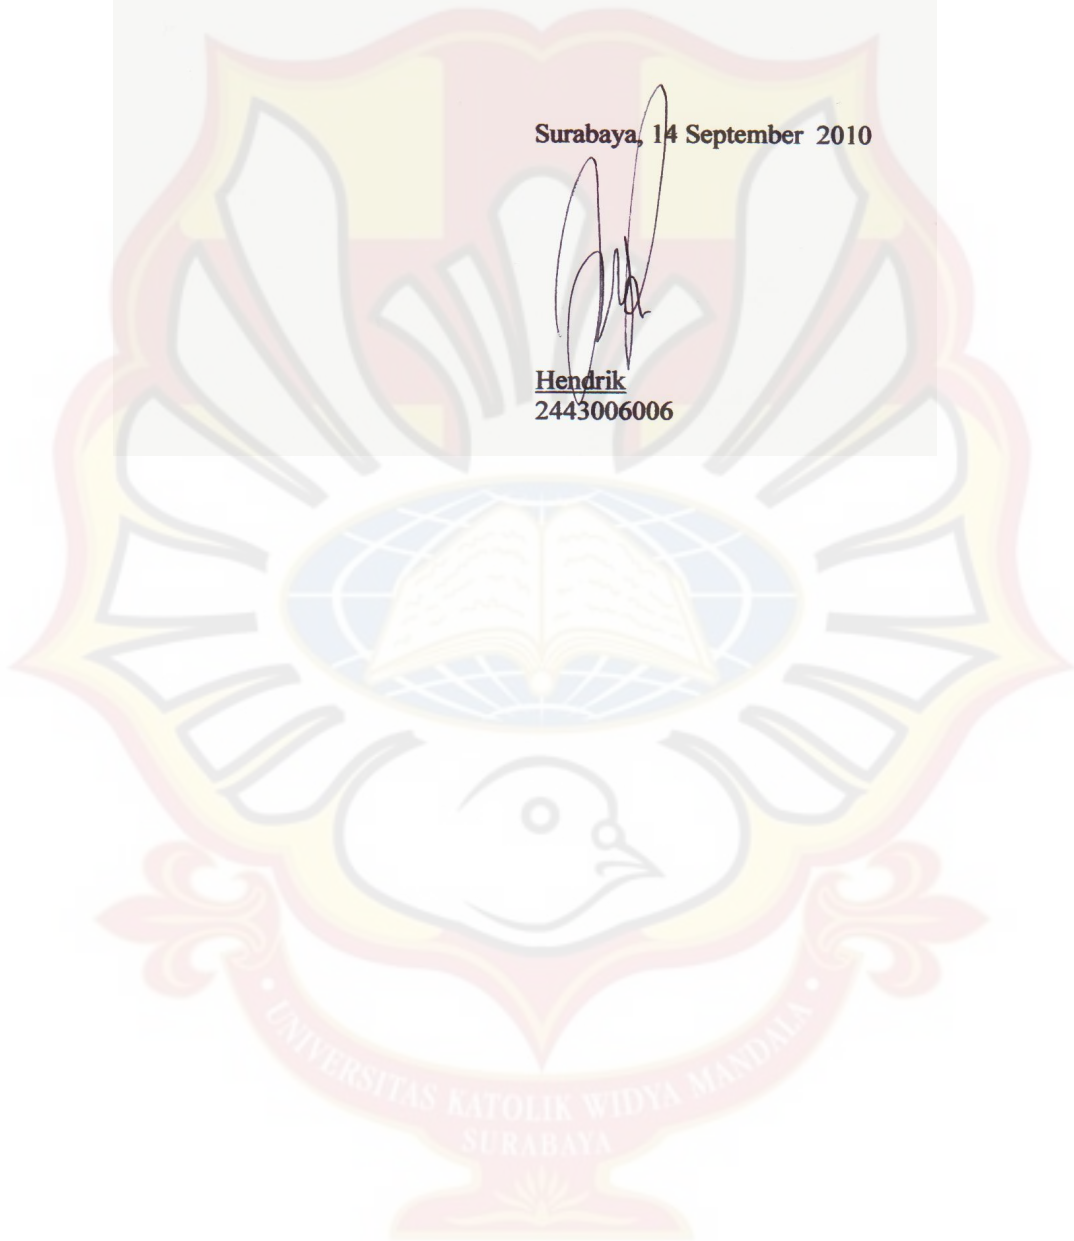 Surabaya, 14 September 2010
Hendrik
2443006006
UNIVERSITAS KATOLIK WIDYA MANDALA
SURABAYA